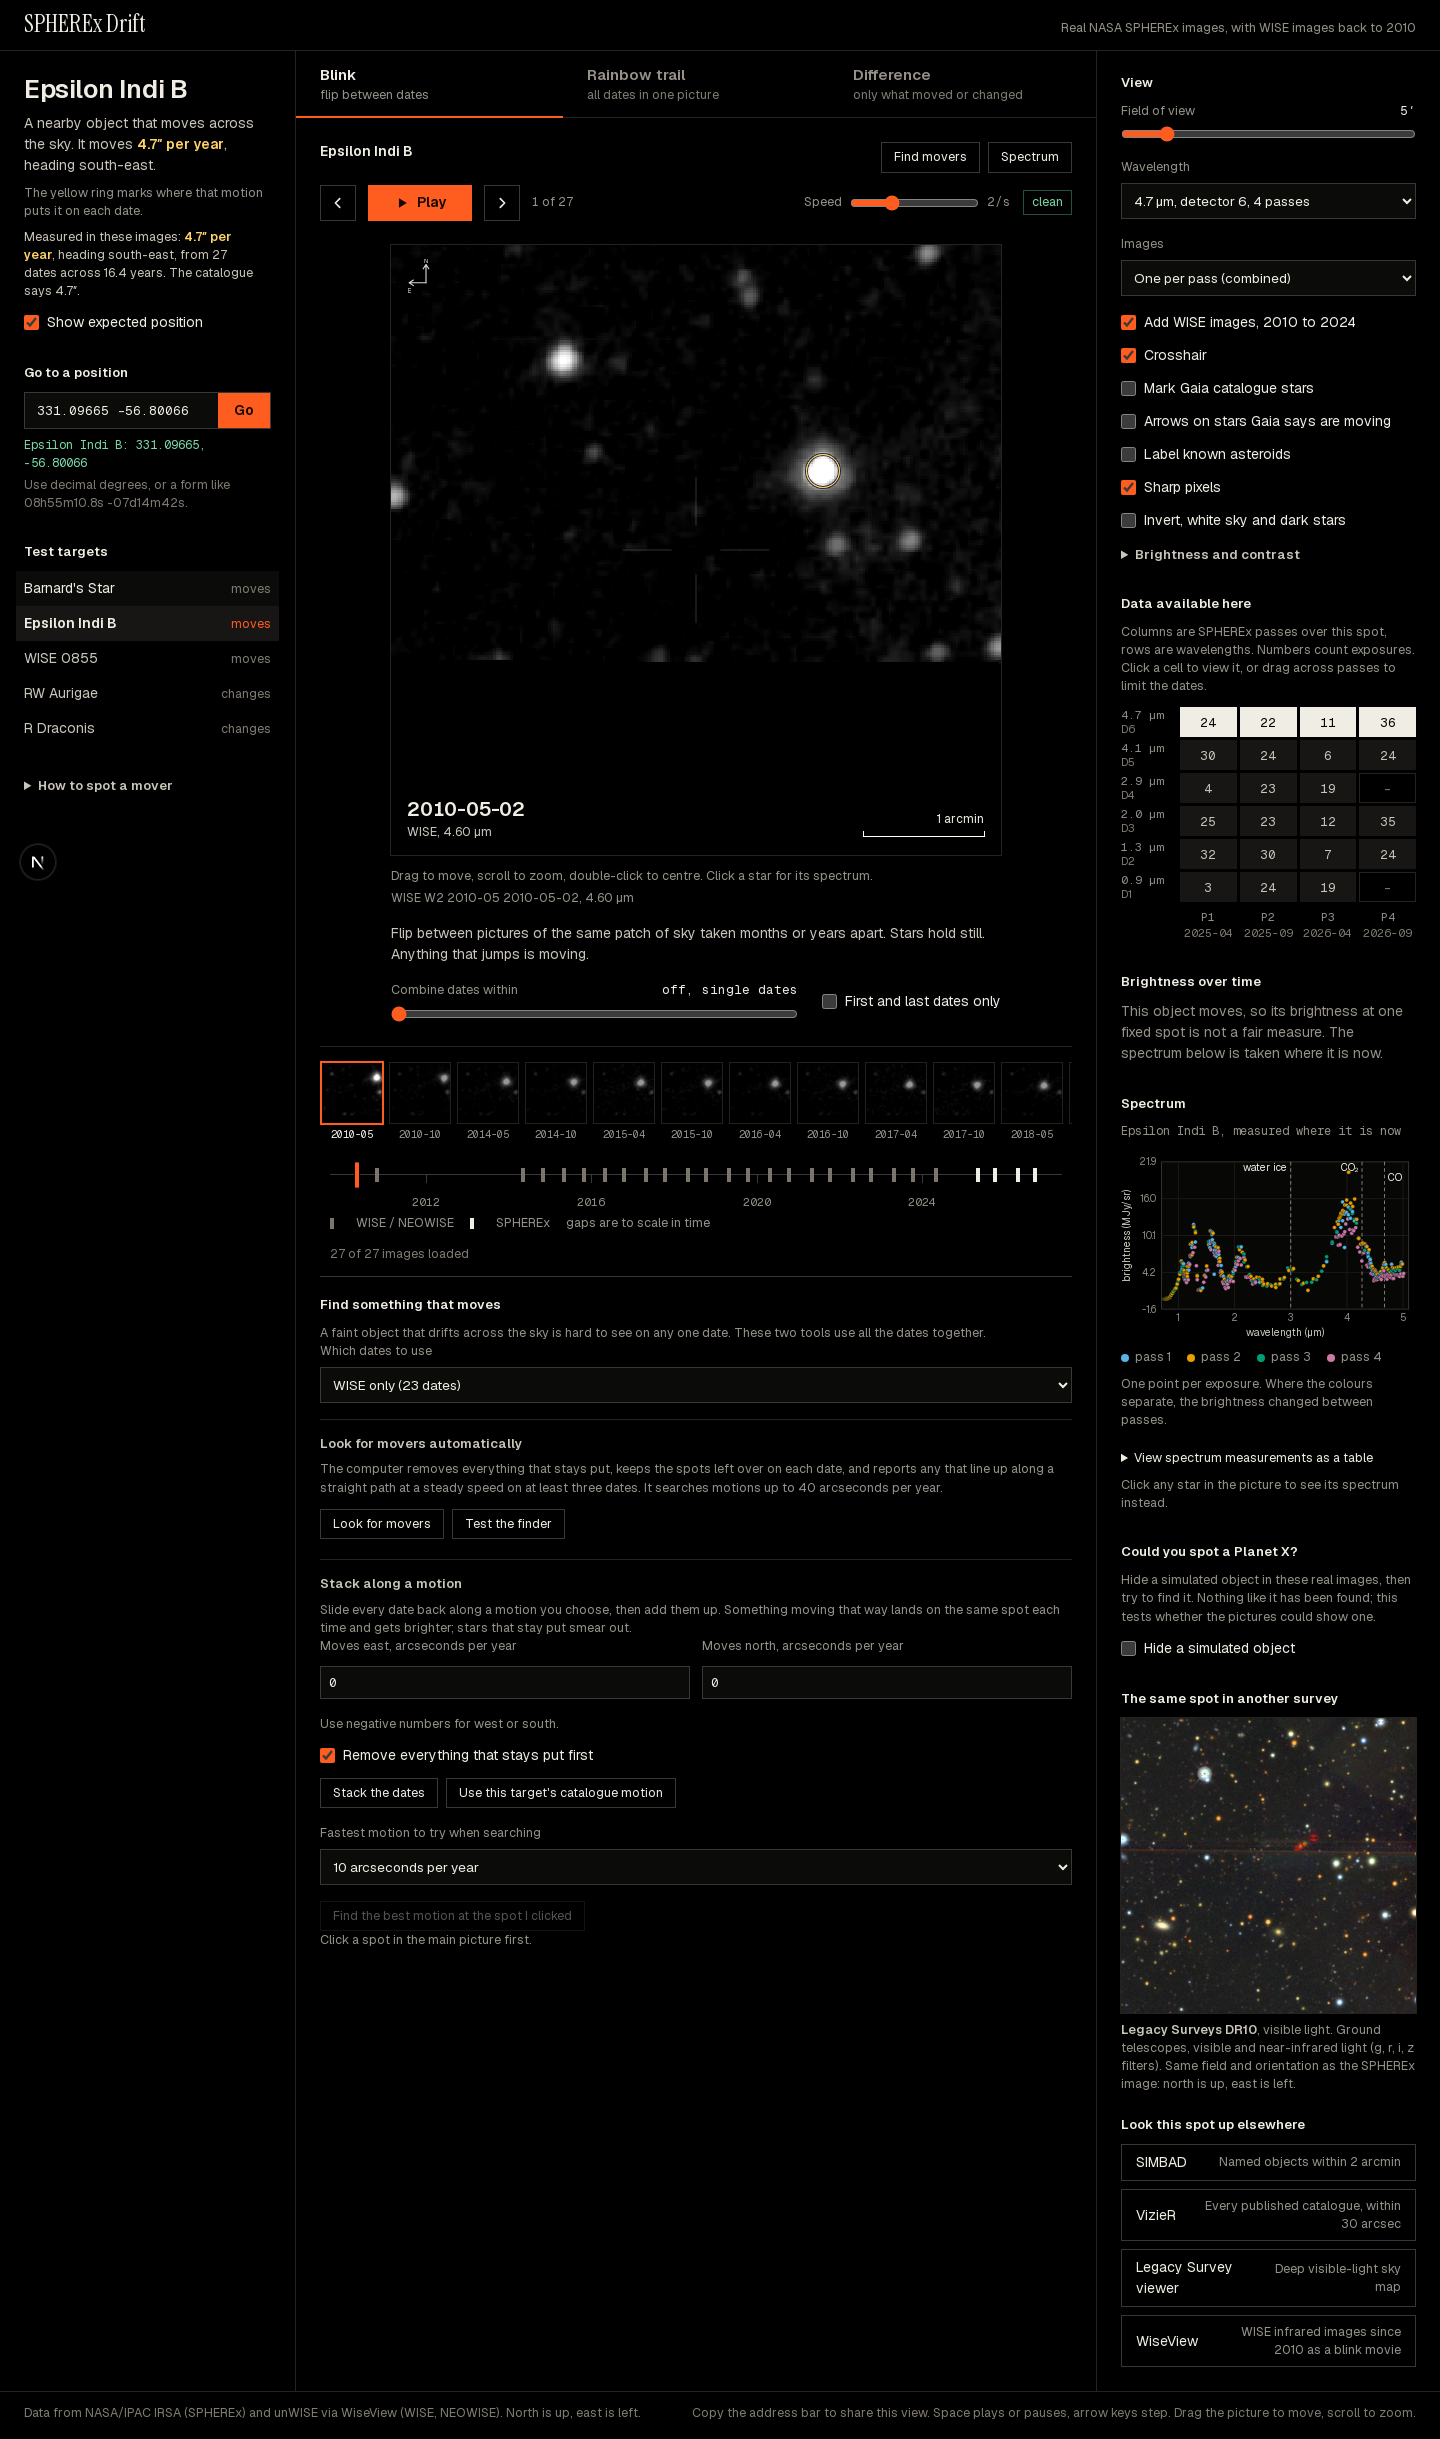 SPHEREx Drift
Real NASA SPHEREx images, with WISE images back to 2010
Epsilon Indi B
A nearby object that moves across
the sky. It moves 4.7″ per year,
heading south-east.
The yellow ring marks where that motion
puts it on each date.
Measured in these images: 4.7″ per
year, heading south-east, from 27
dates across 16.4 years. The catalogue
says 4.7″.
Show expected position
Go to a position
331.09665 -56.80066
Go
Epsilon Indi B: 331.09665,
-56.80066
Use decimal degrees, or a form like
08h55m10.8s -07d14m42s.
Test targets
Barnard's Star moves
Epsilon Indi B moves
WISE 0855 moves
RW Aurigae changes
R Draconis changes
How to spot a mover
N
Blink
flip between dates
Rainbow trail
all dates in one picture
Difference
only what moved or changed
Epsilon Indi B
Find movers
Spectrum
Play
1 of 27
Speed
2/s
clean
N
E
2010-05-02
WISE, 4.60 µm
1 arcmin
Drag to move, scroll to zoom, double-click to centre. Click a star for its spectrum.
WISE W2 2010-05 2010-05-02, 4.60 µm
Flip between pictures of the same patch of sky taken months or years apart. Stars hold still.
Anything that jumps is moving.
Combine dates within
off, single dates
First and last dates only
2010-05 2010-10 2014-05 2014-10 2015-04 2015-10 2016-04 2016-10 2017-04 2017-10 2018-05
2012 2016 2020 2024
WISE / NEOWISE SPHEREx gaps are to scale in time
27 of 27 images loaded
Find something that moves
A faint object that drifts across the sky is hard to see on any one date. These two tools use all the dates together.
Which dates to use
WISE only (23 dates)
Look for movers automatically
The computer removes everything that stays put, keeps the spots left over on each date, and reports any that line up along a
straight path at a steady speed on at least three dates. It searches motions up to 40 arcseconds per year.
Look for movers
Test the finder
Stack along a motion
Slide every date back along a motion you choose, then add them up. Something moving that way lands on the same spot each
time and gets brighter; stars that stay put smear out.
Moves east, arcseconds per year
Moves north, arcseconds per year
0
0
Use negative numbers for west or south.
Remove everything that stays put first
Stack the dates
Use this target's catalogue motion
Fastest motion to try when searching
10 arcseconds per year
Find the best motion at the spot I clicked
Click a spot in the main picture first.
View
Field of view 5′
Wavelength
4.7 µm, detector 6, 4 passes
Images
One per pass (combined)
Add WISE images, 2010 to 2024
Crosshair
Mark Gaia catalogue stars
Arrows on stars Gaia says are moving
Label known asteroids
Sharp pixels
Invert, white sky and dark stars
Brightness and contrast
Data available here
Columns are SPHEREx passes over this spot,
rows are wavelengths. Numbers count exposures.
Click a cell to view it, or drag across passes to
limit the dates.
4.7 µm D6 24 22 11 36
4.1 µm D5 30 24 6 24
2.9 µm D4 4 23 19 –
2.0 µm D3 25 23 12 35
1.3 µm D2 32 30 7 24
0.9 µm D1 3 24 19 –
P1 P2 P3 P4
2025-04 2025-09 2026-04 2026-09
Brightness over time
This object moves, so its brightness at one
fixed spot is not a fair measure. The
spectrum below is taken where it is now.
Spectrum
Epsilon Indi B, measured where it is now
brightness (MJy/sr)
21.9
16.0
10.1
4.2
-1.6
water ice
CO₂
CO
1 2 3 4 5
wavelength (µm)
pass 1 pass 2 pass 3 pass 4
One point per exposure. Where the colours
separate, the brightness changed between
passes.
View spectrum measurements as a table
Click any star in the picture to see its spectrum
instead.
Could you spot a Planet X?
Hide a simulated object in these real images, then
try to find it. Nothing like it has been found; this
tests whether the pictures could show one.
Hide a simulated object
The same spot in another survey
Legacy Surveys DR10, visible light. Ground
telescopes, visible and near-infrared light (g, r, i, z
filters). Same field and orientation as the SPHEREx
image: north is up, east is left.
Look this spot up elsewhere
SIMBAD Named objects within 2 arcmin
VizieR Every published catalogue, within
30 arcsec
Legacy Survey
viewer
Deep visible-light sky
map
WiseView WISE infrared images since
2010 as a blink movie
Data from NASA/IPAC IRSA (SPHEREx) and unWISE via WiseView (WISE, NEOWISE). North is up, east is left.
Copy the address bar to share this view. Space plays or pauses, arrow keys step. Drag the picture to move, scroll to zoom.